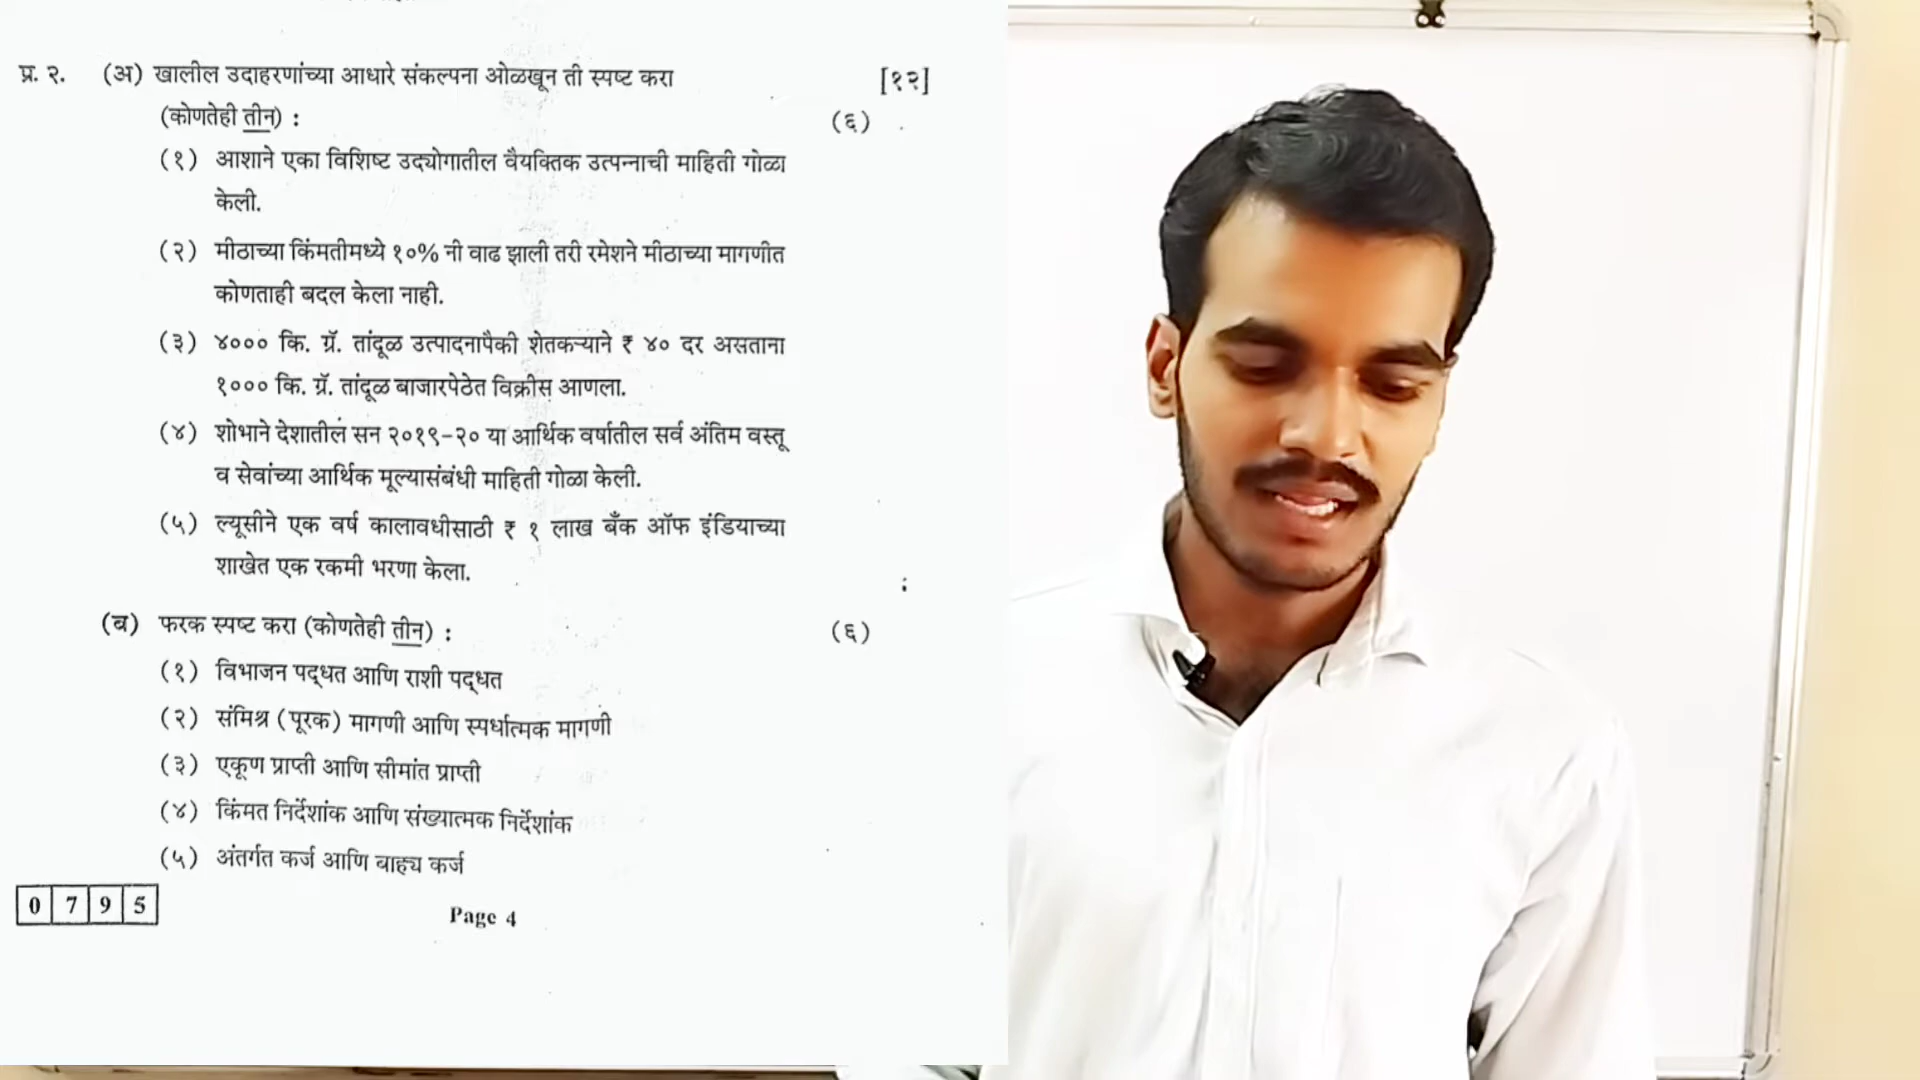 प्र. २. (अ) खालील उदाहरणांच्या आधारे संकल्पना ओळखून ती स्पष्ट करा [१२]
(कोणतेही तीन) : (६)
(१) आशाने एका विशिष्ट उद्योगातील वैयक्तिक उत्पन्नाची माहिती गोळा
केली.
(२) मीठाच्या किंमतीमध्ये १०% नी वाढ झाली तरी रमेशने मीठाच्या मागणीत
कोणताही बदल केला नाही.
(३) ४००० कि. ग्रॅ. तांदूळ उत्पादनापैकी शेतकऱ्याने ₹ ४० दर असताना
१००० कि. ग्रॅ. तांदूळ बाजारपेठेत विक्रीस आणला.
(४) शोभाने देशातील सन २०१९-२० या आर्थिक वर्षातील सर्व अंतिम वस्तू
व सेवांच्या आर्थिक मूल्यासंबंधी माहिती गोळा केली.
(५) ल्यूसीने एक वर्ष कालावधीसाठी ₹ १ लाख बँक ऑफ इंडियाच्या
शाखेत एक रकमी भरणा केला.
(ब) फरक स्पष्ट करा (कोणतेही तीन) : (६)
(१) विभाजन पद्धत आणि राशी पद्धत
(२) संमिश्र (पूरक) मागणी आणि स्पर्धात्मक मागणी
(३) एकूण प्राप्ती आणि सीमांत प्राप्ती
(४) किंमत निर्देशांक आणि संख्यात्मक निर्देशांक
(५) अंतर्गत कर्ज आणि बाह्य कर्ज
0 7 9 5 Page 4